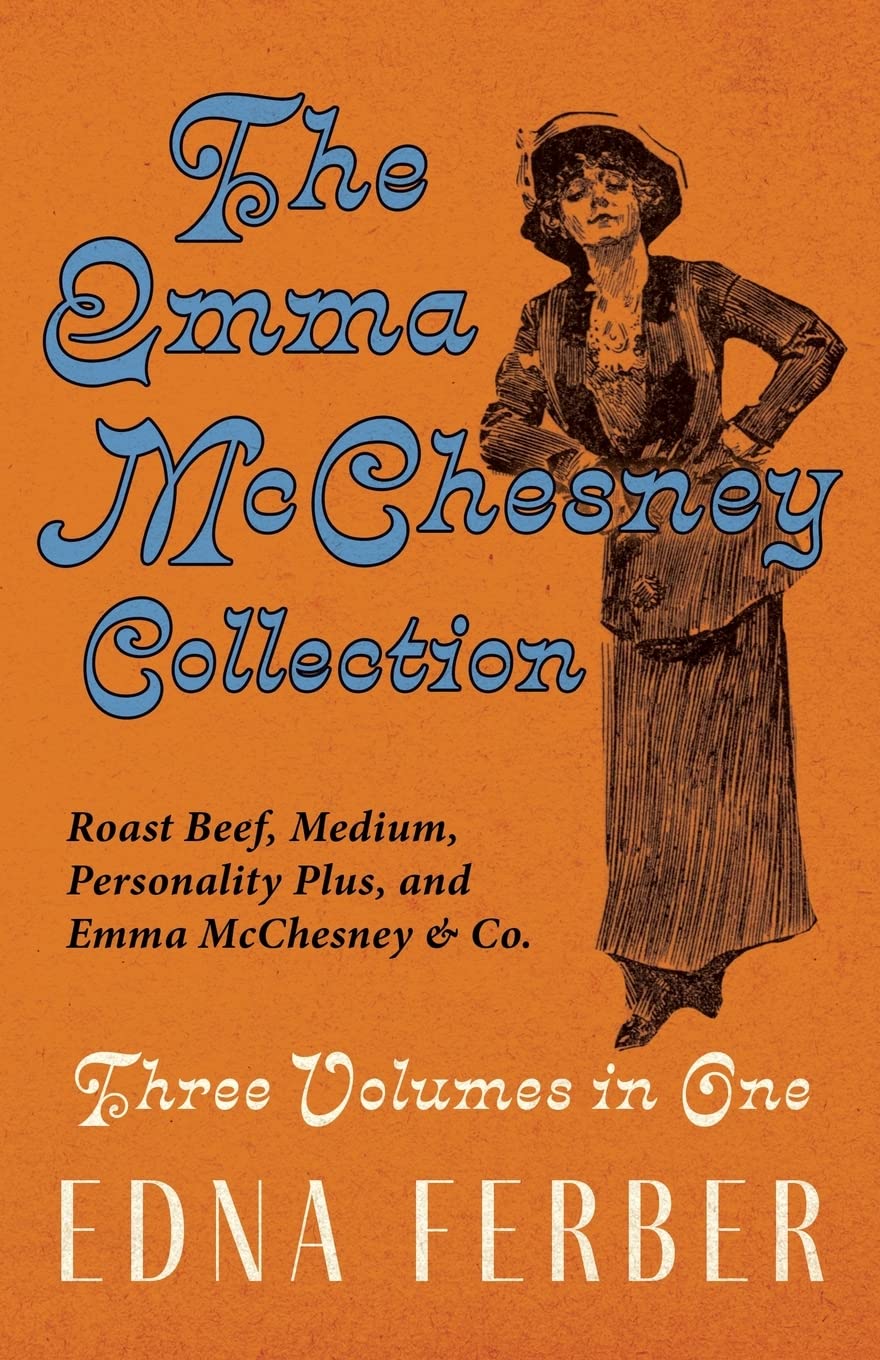 The
Emma
McChesney
Collection
Roast Beef, Medium,
Personality Plus, and
Emma McChesney & Co.
Three Volumes in One
EDNA FERBER